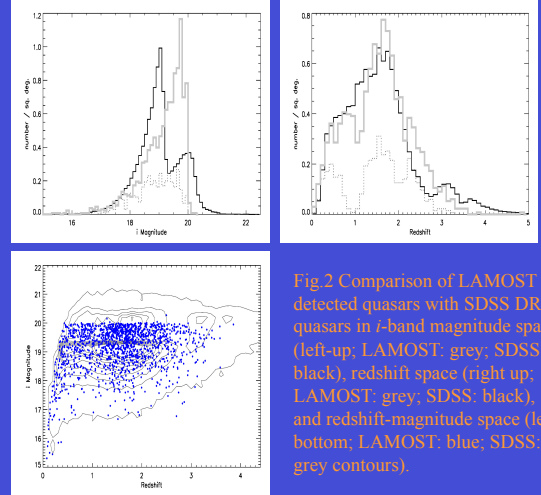 number / sq. deg.
1.2
1.0
0.8
0.6
0.4
0.2
0.0
16 18 20 22
i Magnitude
number / sq. deg.
0.8
0.6
0.4
0.2
0.0
0 1 2 3 4 5
Redshift
i Magnitude
22
21
20
19
18
17
16
15
0 1 2 3 4
Redshift
Fig.2 Comparison of LAMOST
detected quasars with SDSS DR
quasars in i-band magnitude spa
(left-up; LAMOST: grey; SDSS
black), redshift space (right up;
LAMOST: grey; SDSS: black),
and redshift-magnitude space (le
bottom; LAMOST: blue; SDSS:
grey contours).